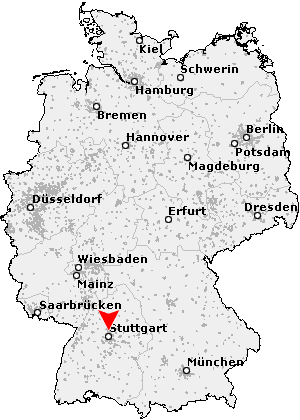 Kiel
Schwerin
Hamburg
Bremen
Berlin
Hannover
Potsdam
Magdeburg
Düsseldorf
Erfurt
Dresden
Wiesbaden
Mainz
Saarbrücken
Stuttgart
München